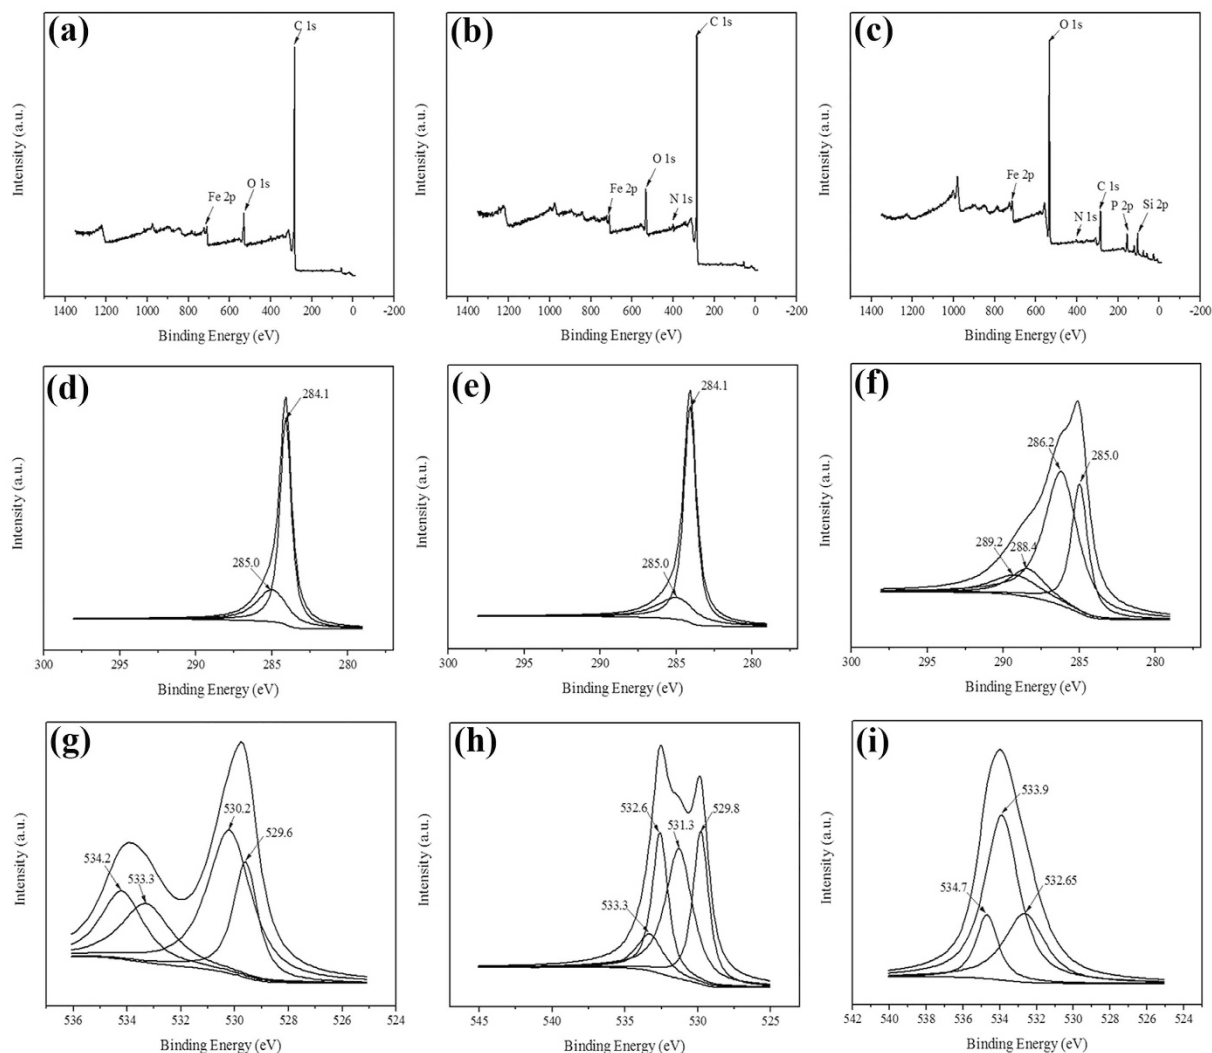 (a)
C 1s
Fe 2p
O 1s
Intensity (a.u.)
1400 1200 1000 800 600 400 200 0 -200
Binding Energy (eV)
(b)
C 1s
O 1s
Fe 2p
N 1s
Intensity (a.u.)
1400 1200 1000 800 600 400 200 0 -200
Binding Energy (eV)
(c)
O 1s
Fe 2p
C 1s
Si 2p
P 2p
N 1s
Intensity (a.u.)
1400 1200 1000 800 600 400 200 0 -200
Binding Energy (eV)
(d)
284.1
285.0
Intensity (a.u.)
300 295 290 285 280
Binding Energy (eV)
(e)
284.1
285.0
Intensity (a.u.)
300 295 290 285 280
Binding Energy (eV)
(f)
286.2
285.0
289.2
288.4
Intensity (a.u.)
300 295 290 285 280
Binding Energy (eV)
(g)
530.2
529.6
534.2
533.3
Intensity (a.u.)
536 534 532 530 528 526 524
Binding Energy (eV)
(h)
532.6
531.3
529.8
533.3
Intensity (a.u.)
545 540 535 530 525
Binding Energy (eV)
(i)
533.9
534.7
532.65
Intensity (a.u.)
542 540 538 536 534 532 530 528 526 524
Binding Energy (eV)